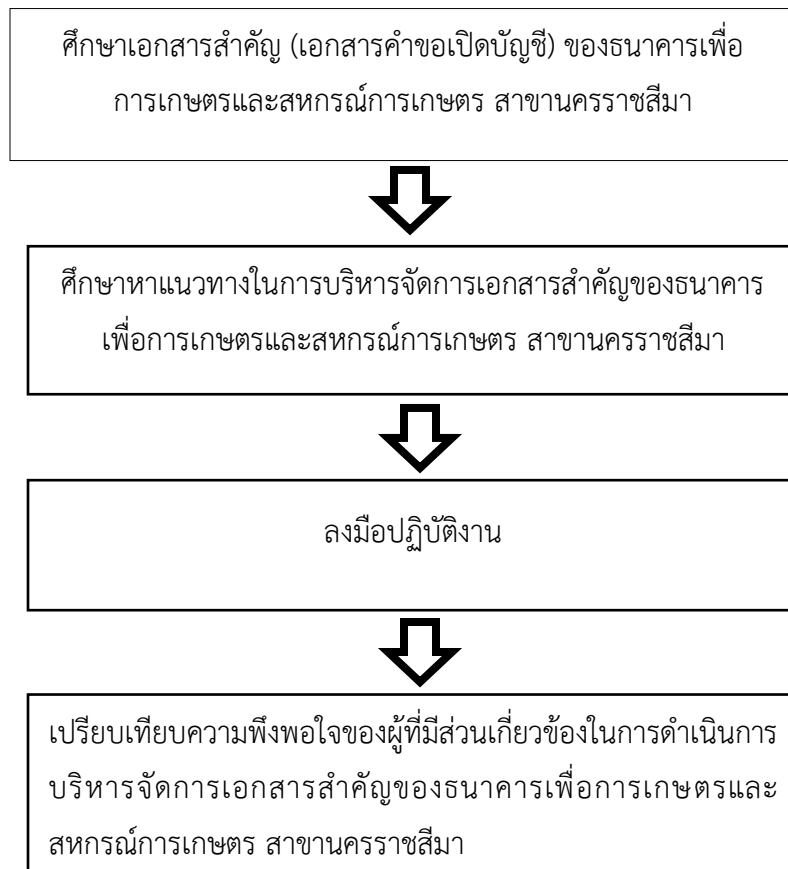 ศึกษาเอกสารสำคัญ (เอกสารคำขอเปิดบัญชี) ของธนาคารเพื่อ
การเกษตรและสหกรณ์การเกษตร สาขานครราชสีมา
ศึกษาหาแนวทางในการบริหารจัดการเอกสารสำคัญของธนาคาร
เพื่อการเกษตรและสหกรณ์การเกษตร สาขานครราชสีมา
ลงมือปฏิบัติงาน
เปรียบเทียบความพึงพอใจของผู้ที่มีส่วนเกี่ยวข้องในการดำเนินการ
บริหารจัดการเอกสารสำคัญของธนาคารเพื่อการเกษตรและ
สหกรณ์การเกษตร สาขานครราชสีมา